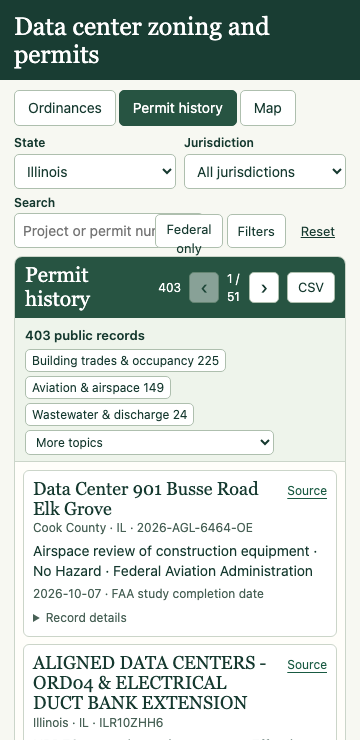 Data center zoning and
permits
Ordinances
Permit history
Map
State
Jurisdiction
Illinois
All jurisdictions
Search
Project or permit nur
Federal
only
Filters
Reset
Permit
history
403
‹
1 /
51
›
CSV
403 public records
Building trades & occupancy 225
Aviation & airspace 149
Wastewater & discharge 24
More topics
Data Center 901 Busse Road
Elk Grove
Source
Cook County · IL · 2026-AGL-6464-OE
Airspace review of construction equipment ·
No Hazard · Federal Aviation Administration
2026-10-07 · FAA study completion date
Record details
ALIGNED DATA CENTERS -
ORD04 & ELECTRICAL
DUCT BANK EXTENSION
Source
Illinois · IL · ILR10ZHH6